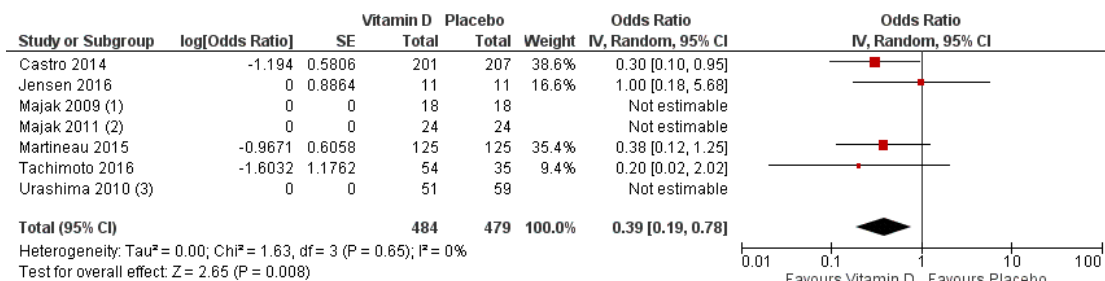 Vitamin D Placebo Odds Ratio Odds Ratio
Study or Subgroup log[Odds Ratio] SE Total Total Weight IV, Random, 95% CI IV, Random, 95% CI
Castro 2014 -1.194 0.5806 201 207 38.6% 0.30 [0.10, 0.95]
Jensen 2016 0 0.8864 11 11 16.6% 1.00 [0.18, 5.68]
Majak 2009 (1) 0 0 18 18 Not estimable
Majak 2011 (2) 0 0 24 24 Not estimable
Martineau 2015 -0.9671 0.6058 125 125 35.4% 0.38 [0.12, 1.25]
Tachimoto 2016 -1.6032 1.1762 54 35 9.4% 0.20 [0.02, 2.02]
Urashima 2010 (3) 0 0 51 59 Not estimable
Total (95% CI) 484 479 100.0% 0.39 [0.19, 0.78]
Heterogeneity: Tau² = 0.00; Chi² = 1.63, df = 3 (P = 0.65); I² = 0%
Test for overall effect: Z = 2.65 (P = 0.008)
0.01 0.1 1 10 100
Favours Vitamin D Favours Placebo